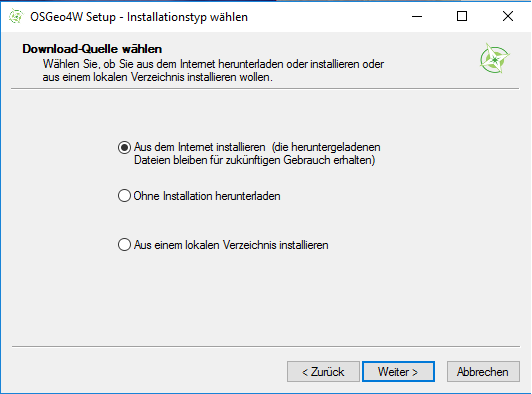 OSGeo4W Setup - Installationstyp wählen
Download-Quelle wählen
Wählen Sie, ob Sie aus dem Internet herunterladen oder installieren oder
aus einem lokalen Verzeichnis installieren wollen.
Aus dem Internet installieren (die heruntergeladenen
Dateien bleiben für zukünftigen Gebrauch erhalten)
Ohne Installation herunterladen
Aus einem lokalen Verzeichnis installieren
< Zurück Weiter > Abbrechen